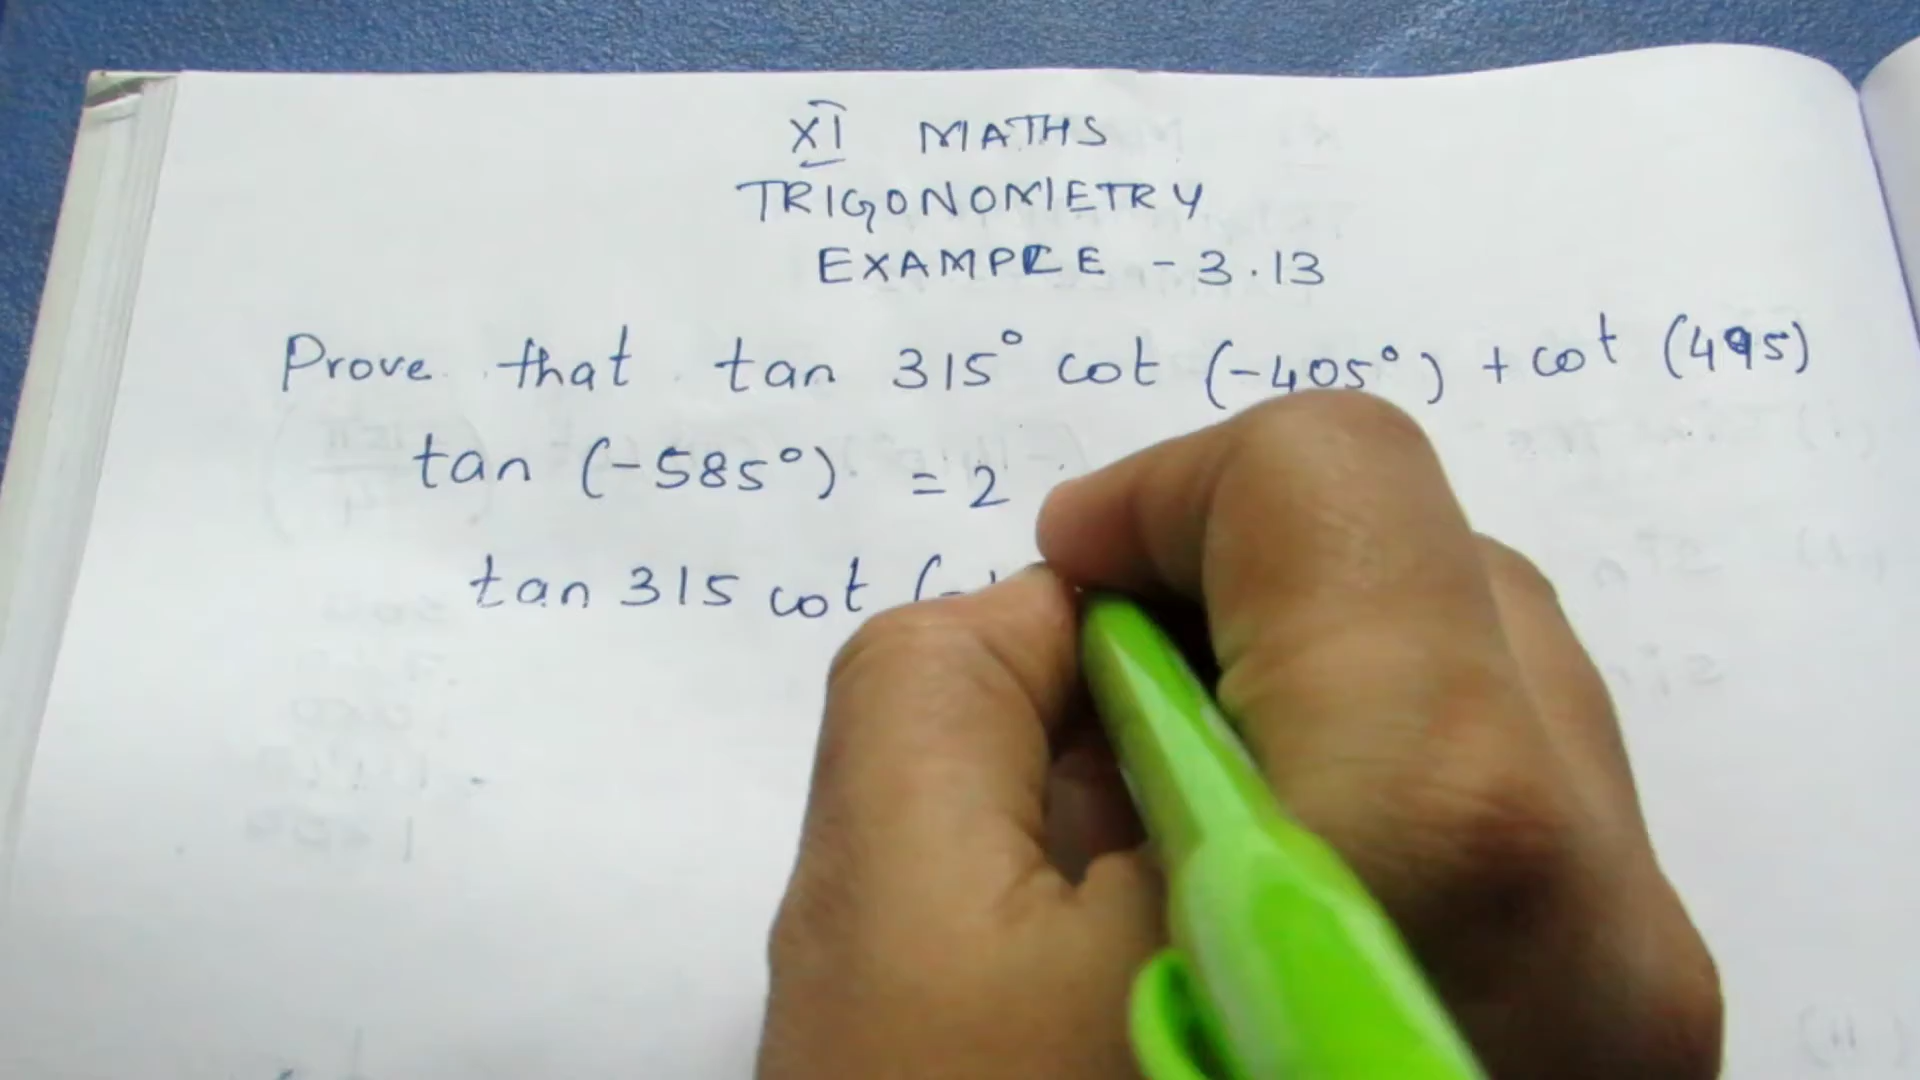 XI MATHS
TRIGONOMETRY
EXAMPLE - 3.13
Prove that tan 315° cot (-405°) + cot (495)
tan (-585°) = 2
tan 315 cot (-